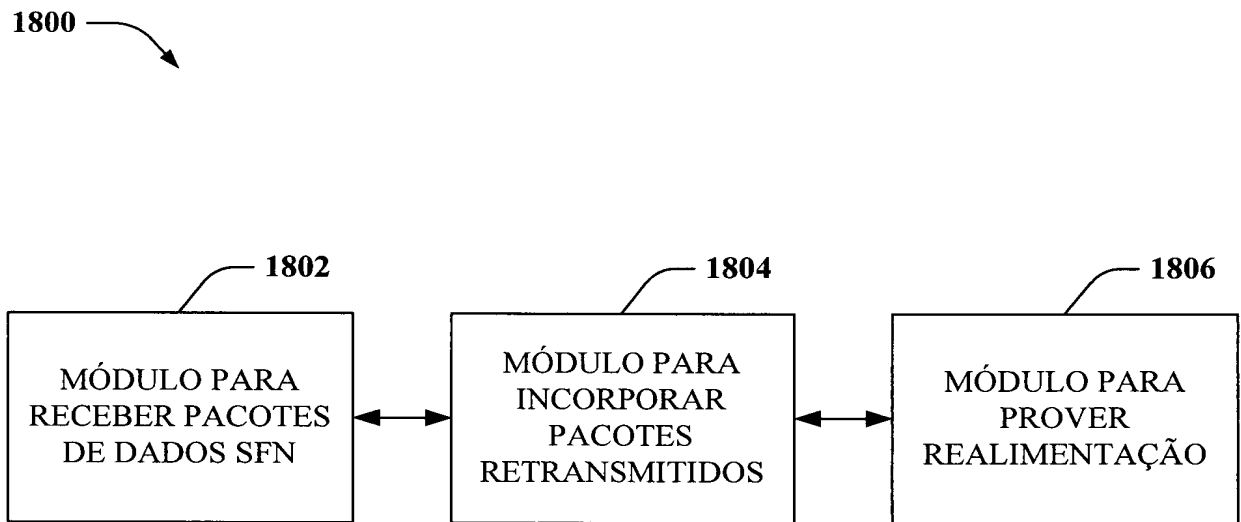 1800
1802
1804
1806
MÓDULO PARA
RECEBER PACOTES
DE DADOS SFN
MÓDULO PARA
INCORPORAR
PACOTES
RETRANSMITIDOS
MÓDULO PARA
PROVER
REALIMENTAÇÃO